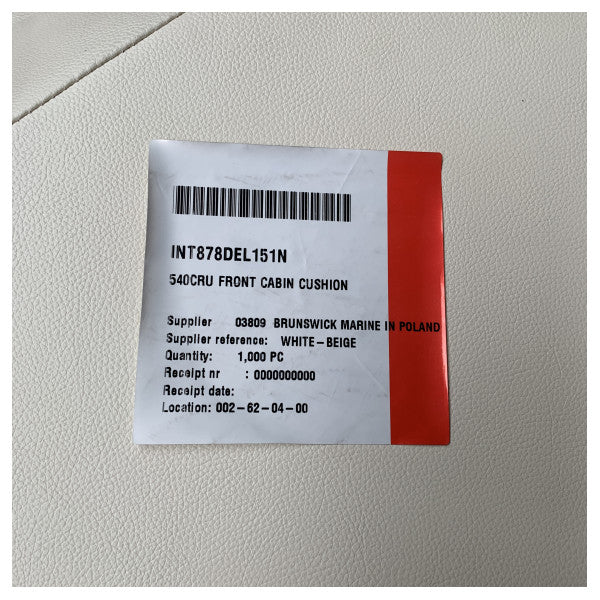 INT878DEL151N
540CRU FRONT CABIN CUSHION
Supplier 03809 BRUNSWICK MARINE IN POLAND
Supplier reference: WHITE-BEIGE
Quantity: 1,000 PC
Receipt nr : 0000000000
Receipt date:
Location: 002-62-04-00